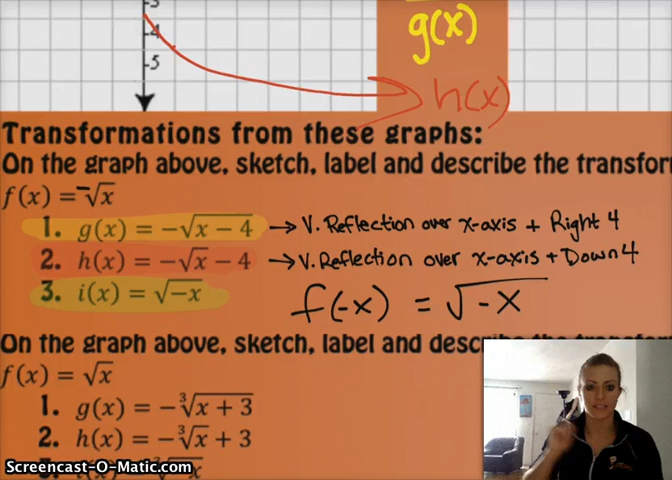 4
5
g(x)
h(x)
Transformations from these graphs:
On the graph above, sketch, label and describe the transfor
f(x) = -√x
1. g(x) = -√x - 4 → V. Reflection over x-axis + Right 4
2. h(x) = -√x - 4 → V. Reflection over x-axis + Down 4
3. i(x) = √-x
f(-x) = √-x
On the graph above, sketch, label and describe the transfor
f(x) = √x
1. g(x) = -∛x + 3
2. h(x) = -∛x + 3
Screencast-O-Matic.com